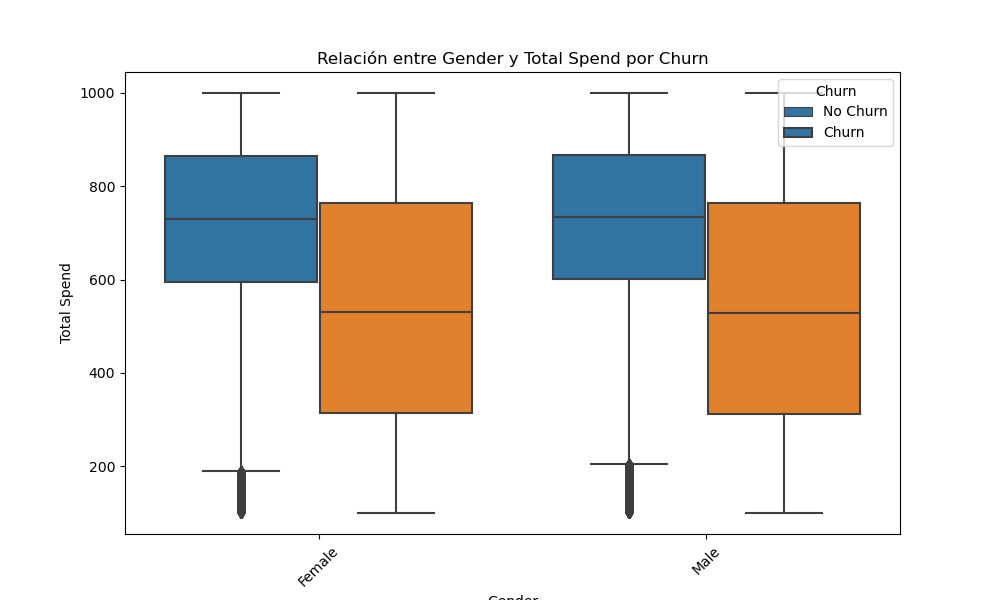 Relación entre Gender y Total Spend por Churn
Churn
No Churn
Churn
1000
800
600
400
200
Total Spend
Female
Male
Gender